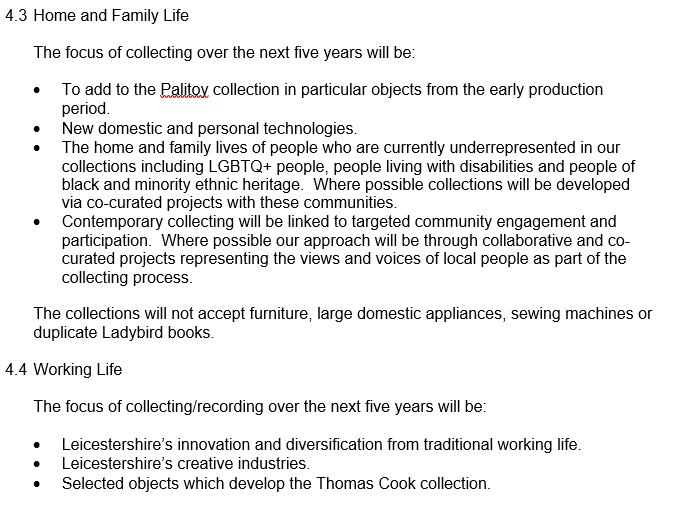 4.3 Home and Family Life
The focus of collecting over the next five years will be:
• To add to the Palitoy collection in particular objects from the early production
period.
• New domestic and personal technologies.
• The home and family lives of people who are currently underrepresented in our
collections including LGBTQ+ people, people living with disabilities and people of
black and minority ethnic heritage.  Where possible collections will be developed
via co-curated projects with these communities.
• Contemporary collecting will be linked to targeted community engagement and
participation.  Where possible our approach will be through collaborative and co-
curated projects representing the views and voices of local people as part of the
collecting process.
The collections will not accept furniture, large domestic appliances, sewing machines or
duplicate Ladybird books.
4.4 Working Life
The focus of collecting/recording over the next five years will be:
• Leicestershire’s innovation and diversification from traditional working life.
• Leicestershire’s creative industries.
• Selected objects which develop the Thomas Cook collection.